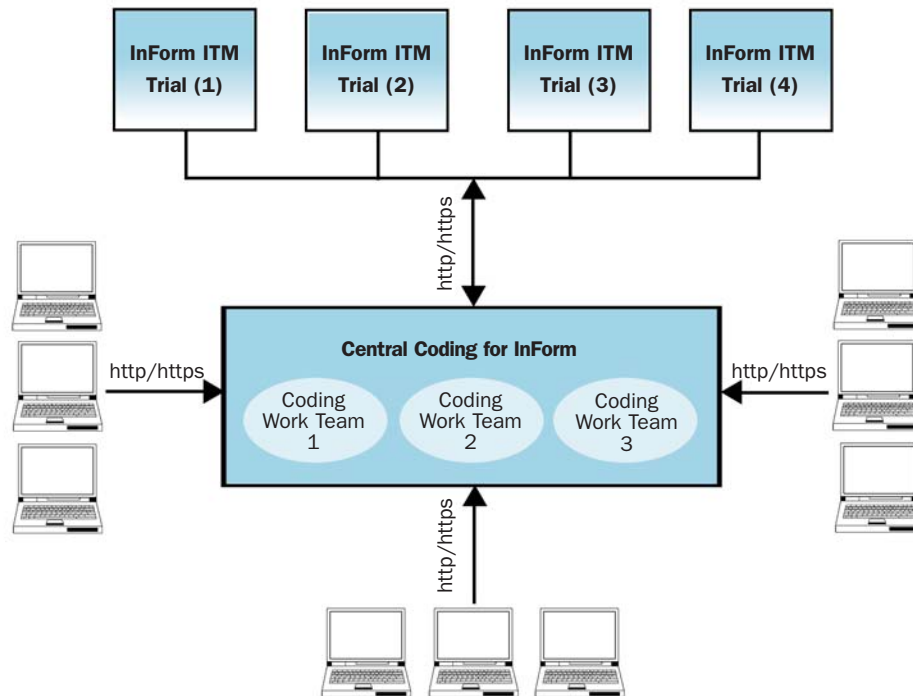 InForm ITM
Trial (1)
InForm ITM
Trial (2)
InForm ITM
Trial (3)
InForm ITM
Trial (4)
http/https
Central Coding for InForm
http/https
http/https
Coding
Work Team
1
Coding
Work Team
2
Coding
Work Team
3
http/https